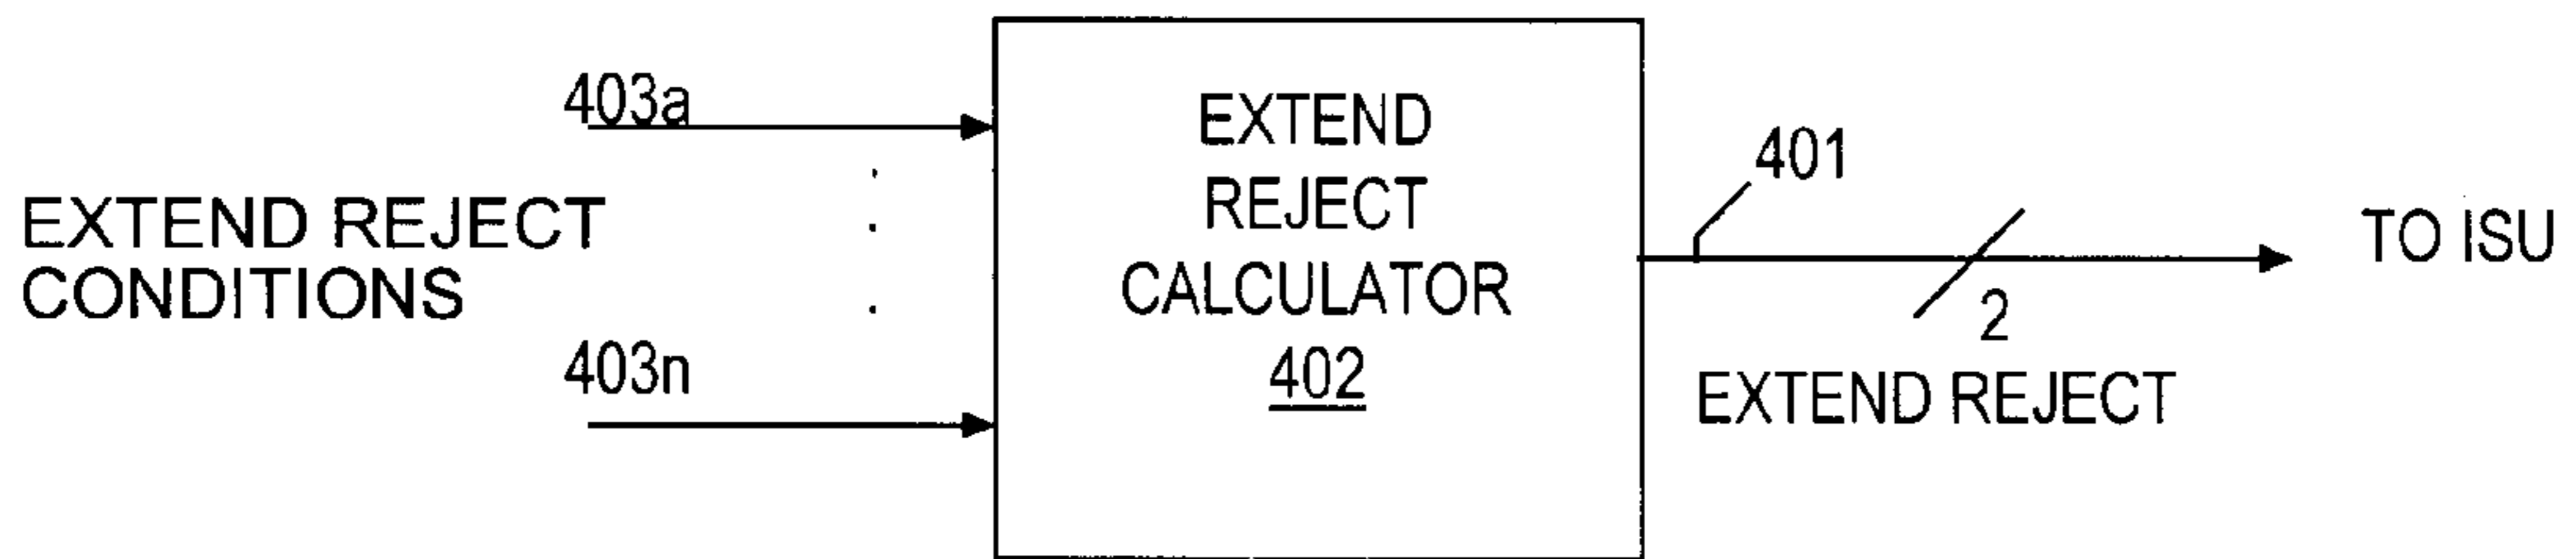 403a
EXTEND REJECT
CONDITIONS
403n
EXTEND
REJECT
CALCULATOR
402
401
2
EXTEND REJECT
TO ISU